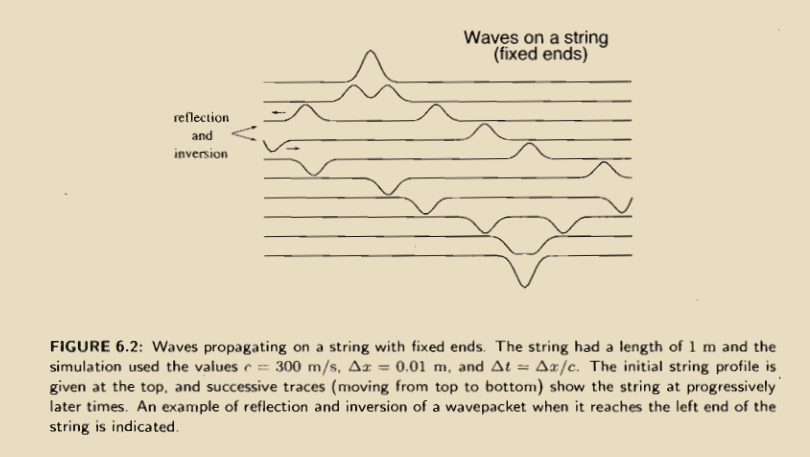 Waves on a string
(fixed ends)
reflection
and
inversion
FIGURE 6.2: Waves propagating on a string with fixed ends. The string had a length of 1 m and the
simulation used the values c = 300 m/s, Δx = 0.01 m, and Δt = Δx/c. The initial string profile is
given at the top, and successive traces (moving from top to bottom) show the string at progressively
later times. An example of reflection and inversion of a wavepacket when it reaches the left end of the
string is indicated.